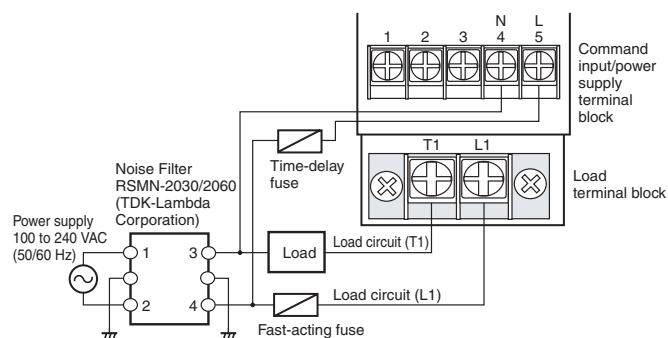 N L
1 2 3 4 5
Command
input/power
supply
terminal
block
T1 L1
Time-delay
fuse
Load
terminal block
Noise Filter
RSMN-2030/2060
(TDK-Lambda
Corporation)
Power supply
100 to 240 VAC
(50/60 Hz)
1 3
Load
Load circuit (T1)
2 4
Load circuit (L1)
Fast-acting fuse